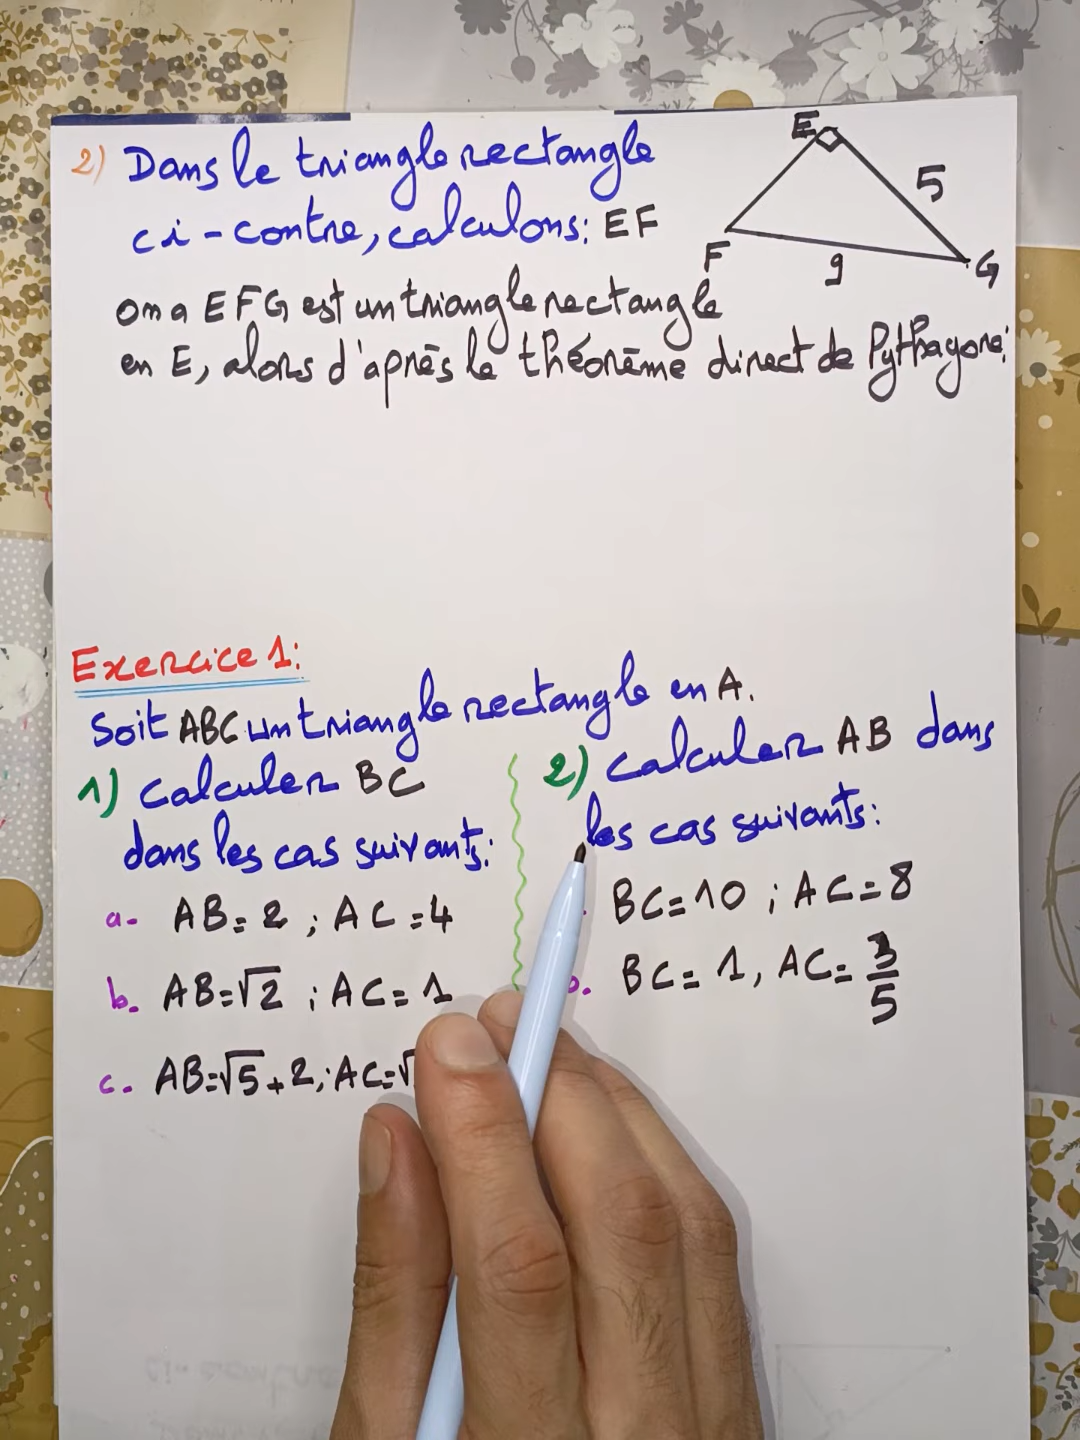 2) Dans le triangle rectangle
ci-contre, calculons: EF
E
5
F
9
G
on a EFG est un triangle rectangle
en E, alors d'après le théorème direct de Pythagore:
Exercice 1:
Soit ABC un triangle rectangle en A.
1) Calculer BC
dans les cas suivants:
a- AB=2 ; AC=4
b. AB=√2 ; AC=1
c. AB=√5+2 ; AC=√
2) Calculer AB dans
les cas suivants:
BC=10 ; AC=8
b. BC=1, AC=3/5